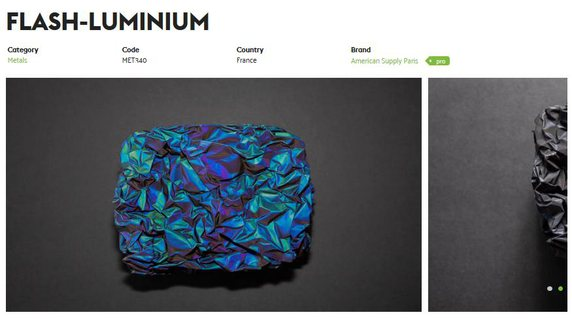 FLASH-LUMINIUM
Category Code Country Brand
Metals MET340 France American Supply Paris pro